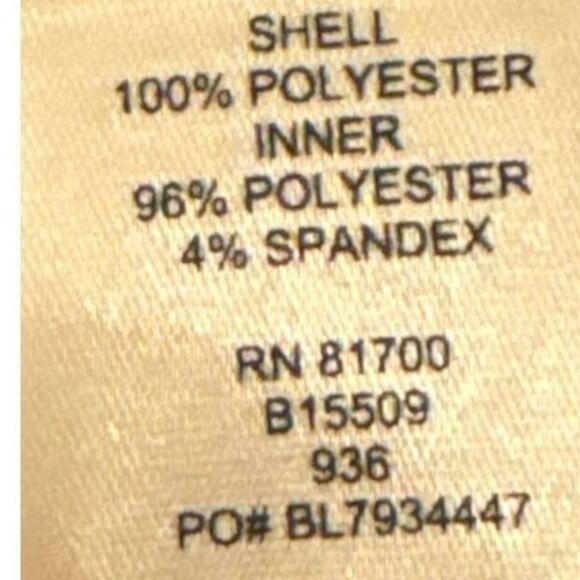 SHELL
100% POLYESTER
INNER
96% POLYESTER
4% SPANDEX
RN 81700
B15509
936
PO# BL7934447